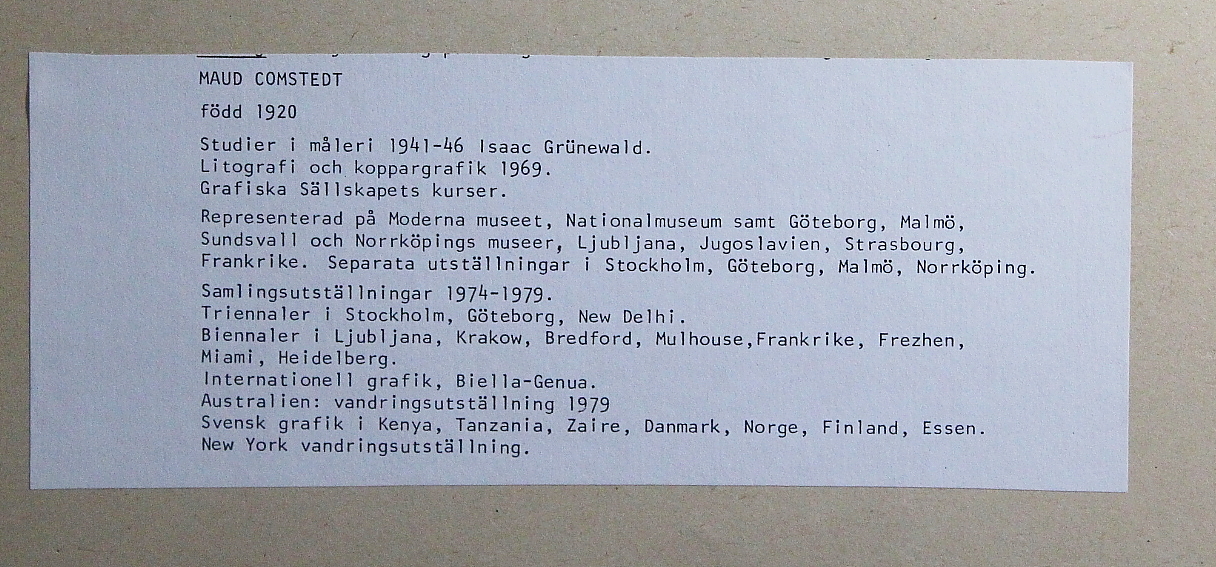 MAUD COMSTEDT
född 1920
Studier i måleri 1941-46 Isaac Grünewald.
Litografi och koppargrafik 1969.
Grafiska Sällskapets kurser.
Representerad på Moderna museet, Nationalmuseum samt Göteborg, Malmö,
Sundsvall och Norrköpings museer, Ljubljana, Jugoslavien, Strasbourg,
Frankrike. Separata utställningar i Stockholm, Göteborg, Malmö, Norrköping.
Samlingsutställningar 1974-1979.
Triennaler i Stockholm, Göteborg, New Delhi.
Biennaler i Ljubljana, Krakow, Bredford, Mulhouse,Frankrike, Frezhen,
Miami, Heidelberg.
Internationell grafik, Biella-Genua.
Australien: vandringsutställning 1979
Svensk grafik i Kenya, Tanzania, Zaire, Danmark, Norge, Finland, Essen.
New York vandringsutställning.